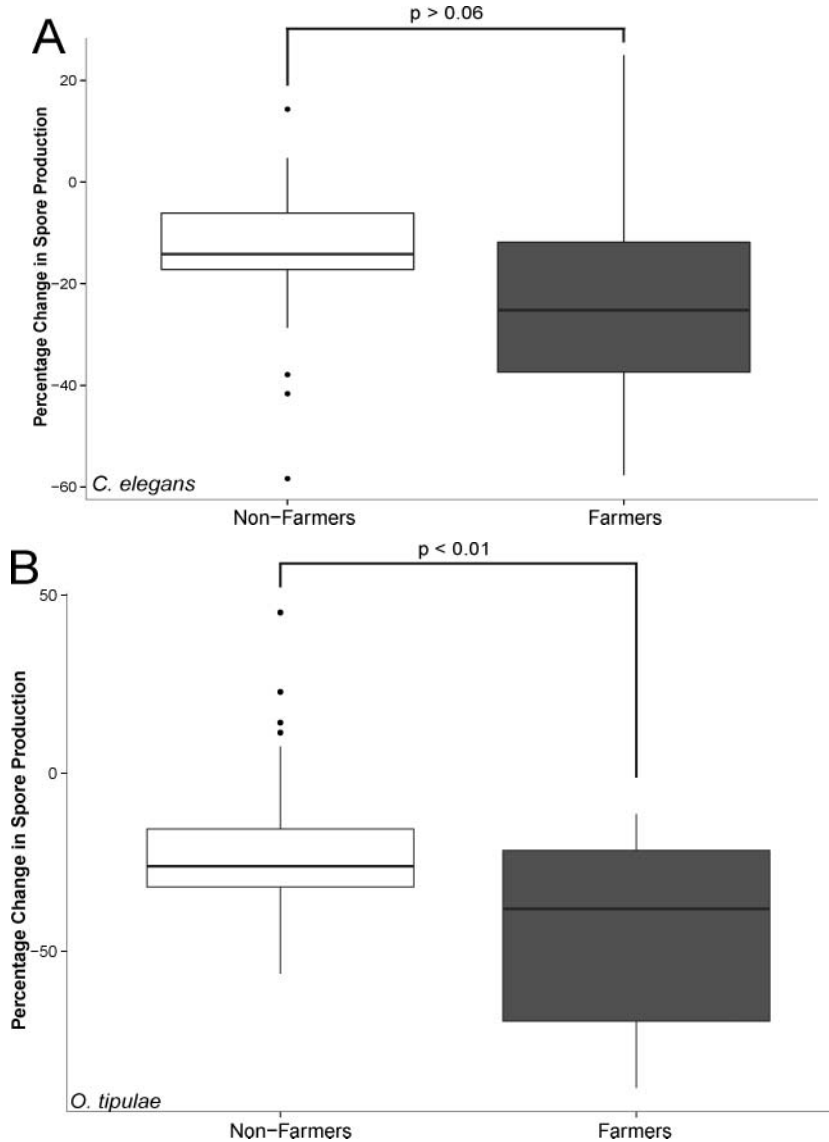 A
p > 0.06
Percentage Change in Spore Production
20
0
−20
−40
−60
C. elegans
Non−Farmers
Farmers
B
p < 0.01
Percentage Change in Spore Production
50
0
−50
O. tipulae
Non−Farmers
Farmers